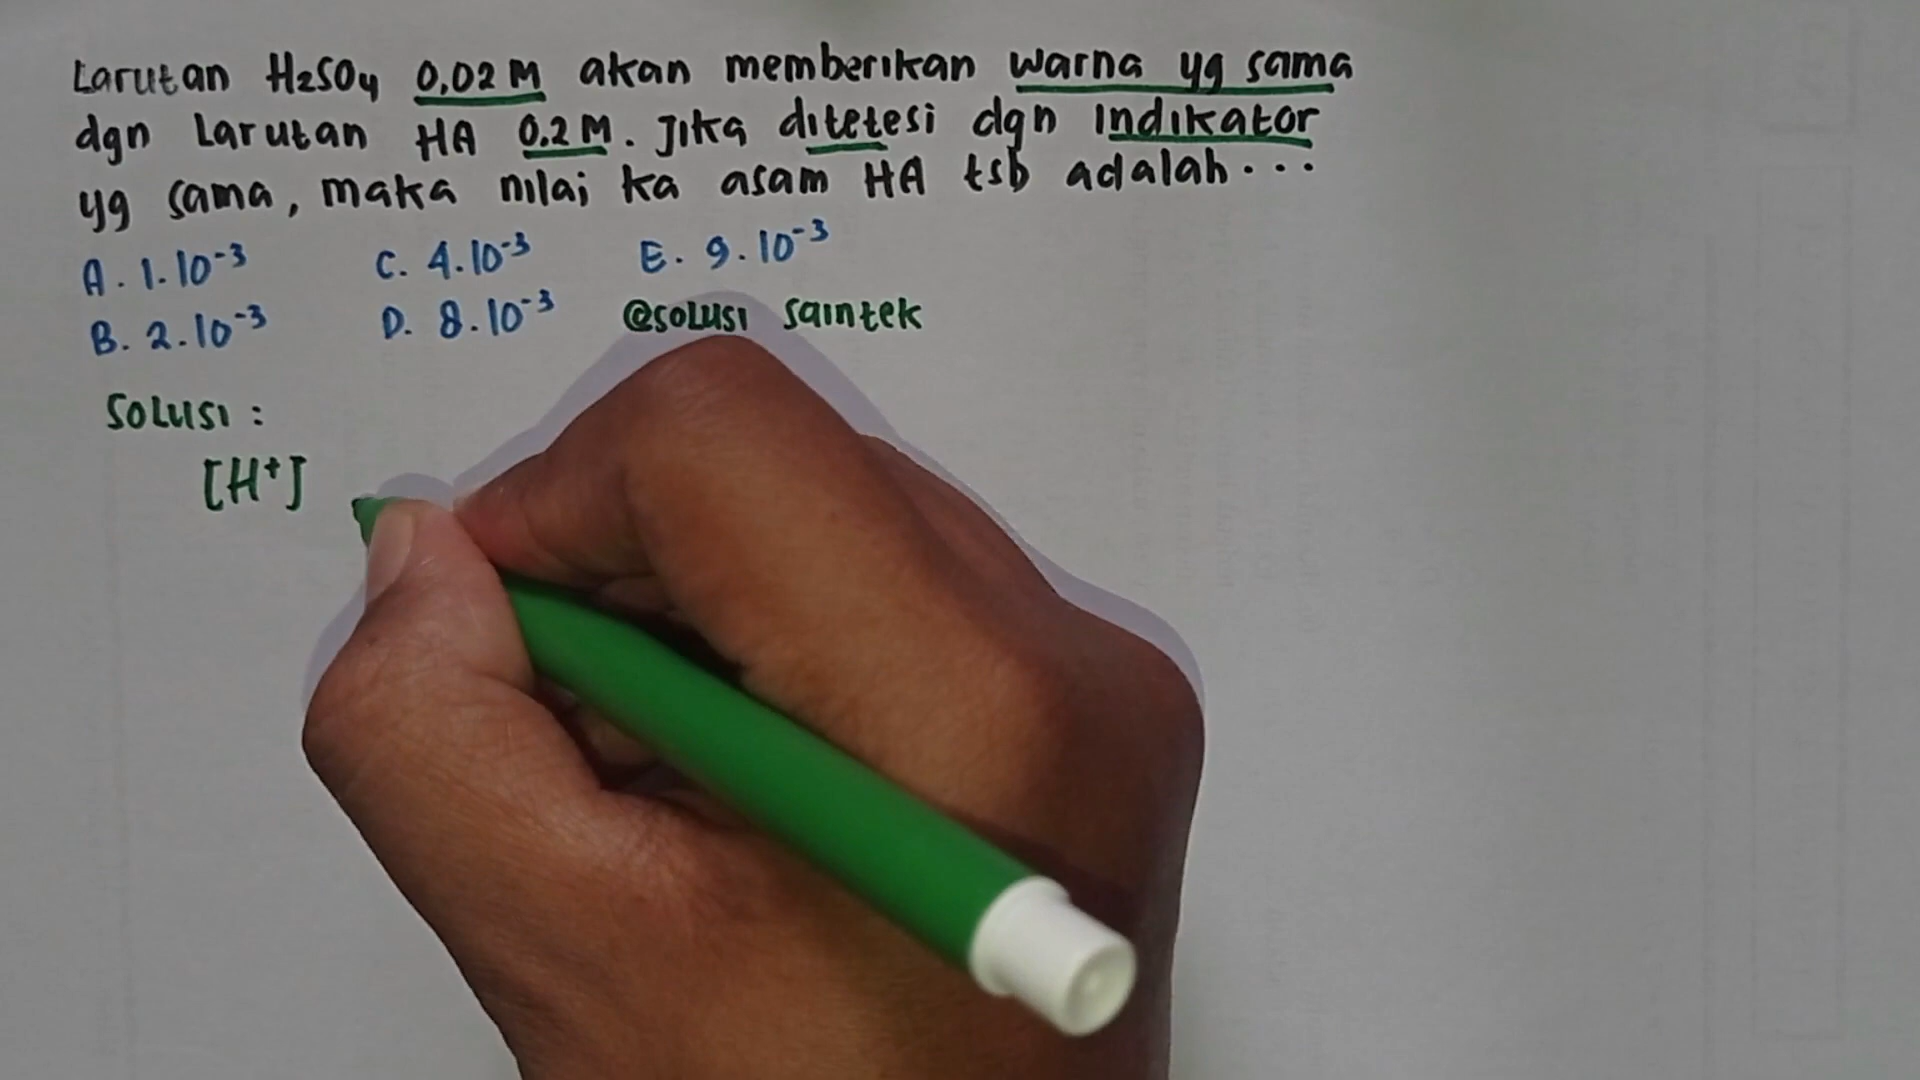 Larutan H₂SO₄ 0,02 M akan memberikan warna yg sama
dgn Larutan HA 0.2 M. Jika ditetesi dgn indikator
yg sama, maka nilai ka asam HA tsb adalah...
A. 1.10⁻³ C. 4.10⁻³ E. 9.10⁻³
B. 2.10⁻³ D. 8.10⁻³ @solusi saintek
SOLUSI :
[H⁺]